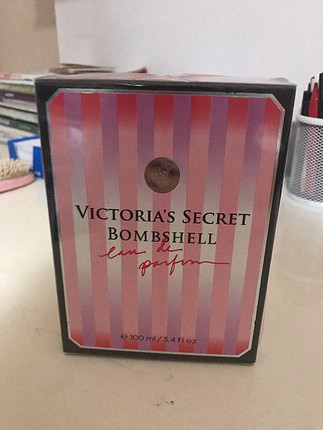 VICTORIA'S SECRET
BOMBSHELL
eau de
parfum
℮ 100 ml / 3.4 fl oz